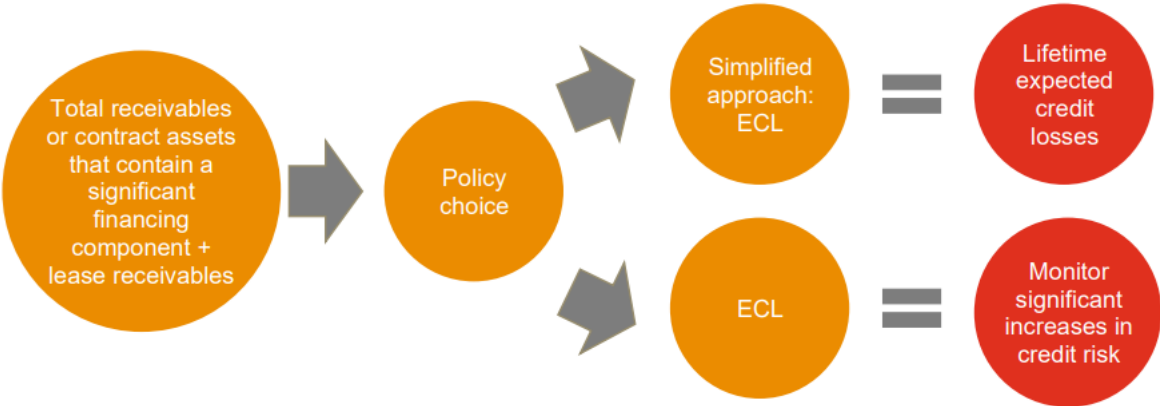 Total receivables
or contract assets
that contain a
significant
financing
component +
lease receivables
Policy
choice
Simplified
approach:
ECL
Lifetime
expected
credit
losses
ECL
Monitor
significant
increases in
credit risk